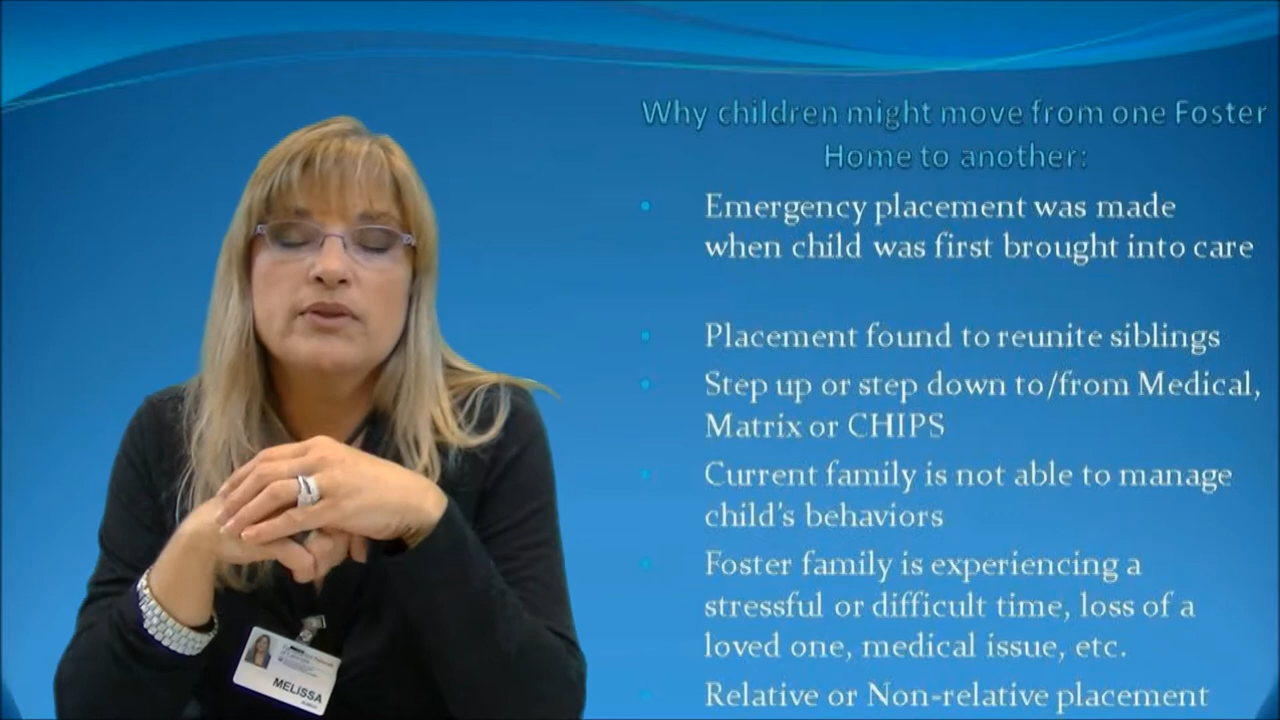 Why children might move from one Foster
Home to another:
Emergency placement was made
when child was first brought into care
Placement found to reunite siblings
Step up or step down to/from Medical,
Matrix or CHIPS
Current family is not able to manage
child's behaviors
Foster family is experiencing a
stressful or difficult time, loss of a
loved one, medical issue, etc.
Relative or Non-relative placement
MELISSA